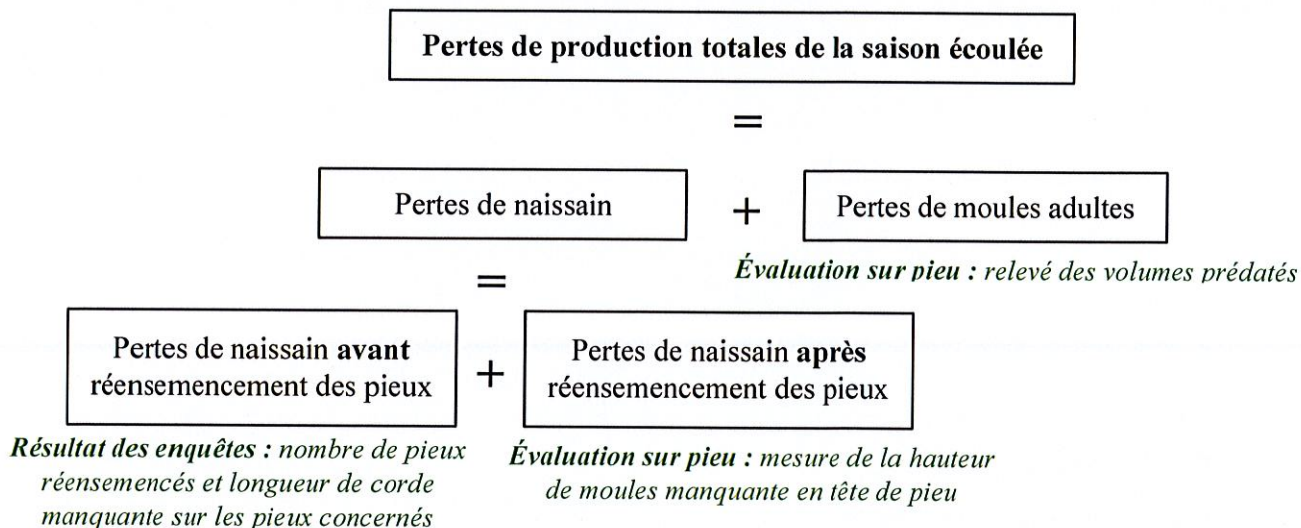 Pertes de production totales de la saison écoulée
=
Pertes de naissain
+
Pertes de moules adultes
Évaluation sur pieu : relevé des volumes prédatés
=
Pertes de naissain avant
réensemencement des pieux
+
Pertes de naissain après
réensemencement des pieux
Résultat des enquêtes : nombre de pieux
réensemencés et longueur de corde
manquante sur les pieux concernés
Évaluation sur pieu : mesure de la hauteur
de moules manquante en tête de pieu